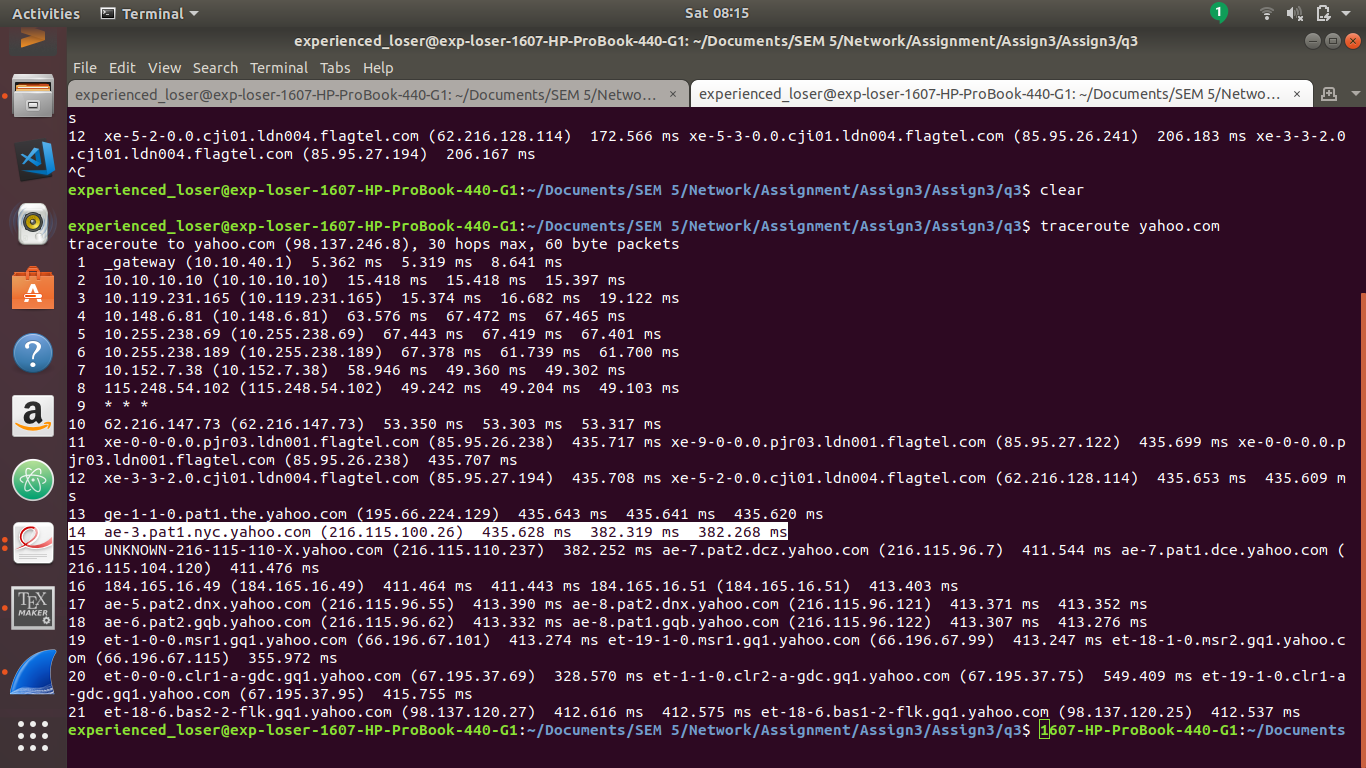 Activities Terminal Sat 08:15 1
experienced_loser@exp-loser-1607-HP-ProBook-440-G1: ~/Documents/SEM 5/Network/Assignment/Assign3/Assign3/q3
File Edit View Search Terminal Tabs Help
experienced_loser@exp-loser-1607-HP-ProBook-440-G1: ~/Documents/SEM 5/Netwo... × experienced_loser@exp-loser-1607-HP-ProBook-440-G1: ~/Documents/SEM 5/Netwo... ×
s
12  xe-5-2-0.0.cji01.ldn004.flagtel.com (62.216.128.114)  172.566 ms xe-5-3-0.0.cji01.ldn004.flagtel.com (85.95.26.241)  206.183 ms xe-3-3-2.0
.cji01.ldn004.flagtel.com (85.95.27.194)  206.167 ms
^C
experienced_loser@exp-loser-1607-HP-ProBook-440-G1:~/Documents/SEM 5/Network/Assignment/Assign3/Assign3/q3$ clear
experienced_loser@exp-loser-1607-HP-ProBook-440-G1:~/Documents/SEM 5/Network/Assignment/Assign3/Assign3/q3$ traceroute yahoo.com
traceroute to yahoo.com (98.137.246.8), 30 hops max, 60 byte packets
 1  _gateway (10.10.40.1)  5.362 ms  5.319 ms  8.641 ms
 2  10.10.10.10 (10.10.10.10)  15.418 ms  15.418 ms  15.397 ms
 3  10.119.231.165 (10.119.231.165)  15.374 ms  16.682 ms  19.122 ms
 4  10.148.6.81 (10.148.6.81)  63.576 ms  67.472 ms  67.465 ms
 5  10.255.238.69 (10.255.238.69)  67.443 ms  67.419 ms  67.401 ms
 6  10.255.238.189 (10.255.238.189)  67.378 ms  61.739 ms  61.700 ms
 7  10.152.7.38 (10.152.7.38)  58.946 ms  49.360 ms  49.302 ms
 8  115.248.54.102 (115.248.54.102)  49.242 ms  49.204 ms  49.103 ms
 9  * * *
10  62.216.147.73 (62.216.147.73)  53.350 ms  53.303 ms  53.317 ms
11  xe-0-0-0.0.pjr03.ldn001.flagtel.com (85.95.26.238)  435.717 ms xe-9-0-0.0.pjr03.ldn001.flagtel.com (85.95.27.122)  435.699 ms xe-0-0-0.0.p
jr03.ldn001.flagtel.com (85.95.26.238)  435.707 ms
12  xe-3-3-2.0.cji01.ldn004.flagtel.com (85.95.27.194)  435.708 ms xe-5-2-0.0.cji01.ldn004.flagtel.com (62.216.128.114)  435.653 ms  435.609 m
s
13  ge-1-1-0.pat1.the.yahoo.com (195.66.224.129)  435.643 ms  435.641 ms  435.620 ms
14  ae-3.pat1.nyc.yahoo.com (216.115.100.26)  435.628 ms  382.319 ms  382.268 ms
15  UNKNOWN-216-115-110-X.yahoo.com (216.115.110.237)  382.252 ms ae-7.pat2.dcz.yahoo.com (216.115.96.7)  411.544 ms ae-7.pat1.dce.yahoo.com (
216.115.104.120)  411.476 ms
16  184.165.16.49 (184.165.16.49)  411.464 ms  411.443 ms 184.165.16.51 (184.165.16.51)  413.403 ms
17  ae-5.pat2.dnx.yahoo.com (216.115.96.55)  413.390 ms ae-8.pat2.dnx.yahoo.com (216.115.96.121)  413.371 ms  413.352 ms
18  ae-6.pat2.gqb.yahoo.com (216.115.96.62)  413.332 ms ae-8.pat1.gqb.yahoo.com (216.115.96.122)  413.307 ms  413.276 ms
19  et-1-0-0.msr1.gq1.yahoo.com (66.196.67.101)  413.274 ms et-19-1-0.msr1.gq1.yahoo.com (66.196.67.99)  413.247 ms et-18-1-0.msr2.gq1.yahoo.c
om (66.196.67.115)  355.972 ms
20  et-0-0-0.clr1-a-gdc.gq1.yahoo.com (67.195.37.69)  328.570 ms et-1-1-0.clr2-a-gdc.gq1.yahoo.com (67.195.37.75)  549.409 ms et-19-1-0.clr1-a
-gdc.gq1.yahoo.com (67.195.37.95)  415.755 ms
21  et-18-6.bas2-2-flk.gq1.yahoo.com (98.137.120.27)  412.616 ms  412.575 ms et-18-6.bas1-2-flk.gq1.yahoo.com (98.137.120.25)  412.537 ms
experienced_loser@exp-loser-1607-HP-ProBook-440-G1:~/Documents/SEM 5/Network/Assignment/Assign3/Assign3/q3$ 1607-HP-ProBook-440-G1:~/Documents
A
?
a
TEX
MAKER